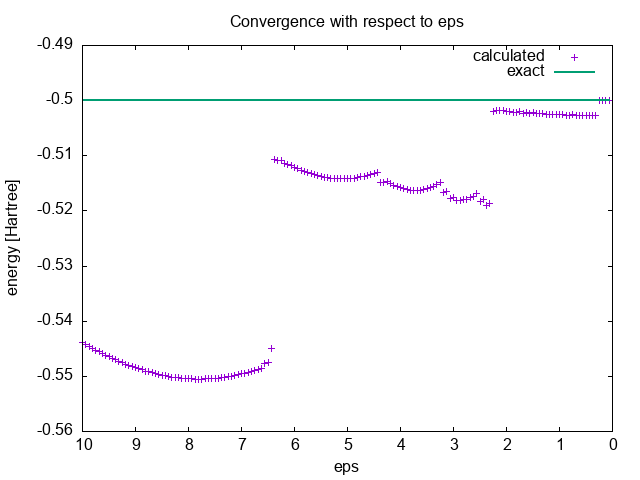 Convergence with respect to eps
calculated
exact
energy [Hartree]
-0.49
-0.5
-0.51
-0.52
-0.53
-0.54
-0.55
-0.56
10 9 8 7 6 5 4 3 2 1 0
eps